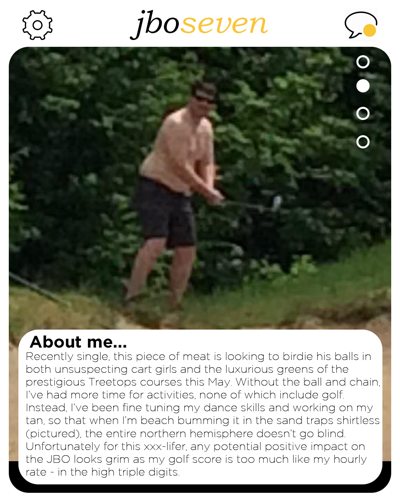 jboseven
About me...
Recently single, this piece of meat is looking to birdie his balls in
both unsuspecting cart girls and the luxurious greens of the
prestigious Treetops courses this May. Without the ball and chain,
I've had more time for activities, none of which include golf.
Instead, I've been fine tuning my dance skills and working on my
tan, so that when I'm beach bumming it in the sand traps shirtless
(pictured), the entire northern hemisphere doesn't go blind.
Unfortunately for this xxx-lifer, any potential positive impact on
the JBO looks grim as my golf score is too much like my hourly
rate - in the high triple digits.